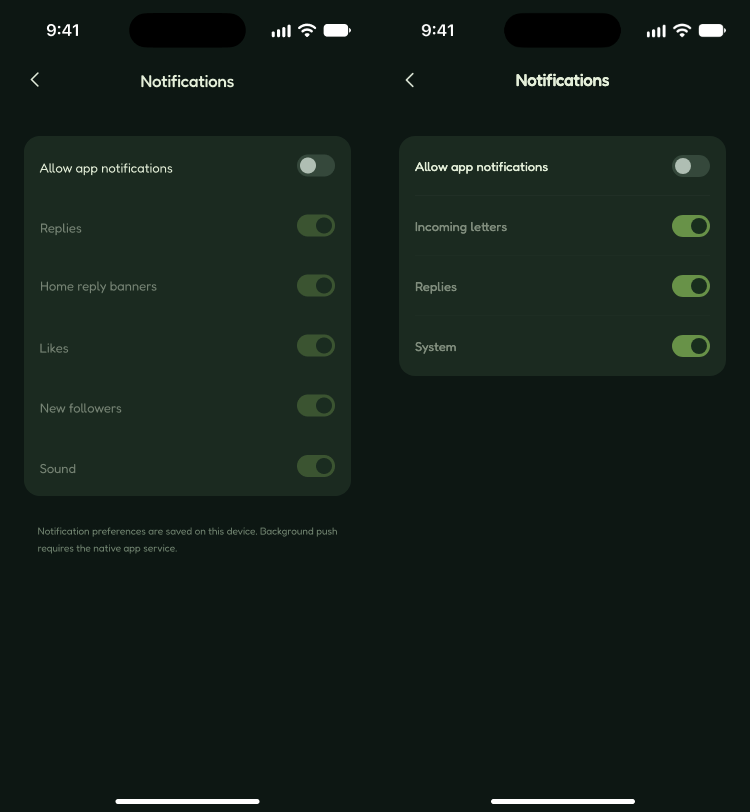 9:41
Notifications
Allow app notifications
Replies
Home reply banners
Likes
New followers
Sound
Notification preferences are saved on this device. Background push
requires the native app service.
9:41
Notifications
Allow app notifications
Incoming letters
Replies
System